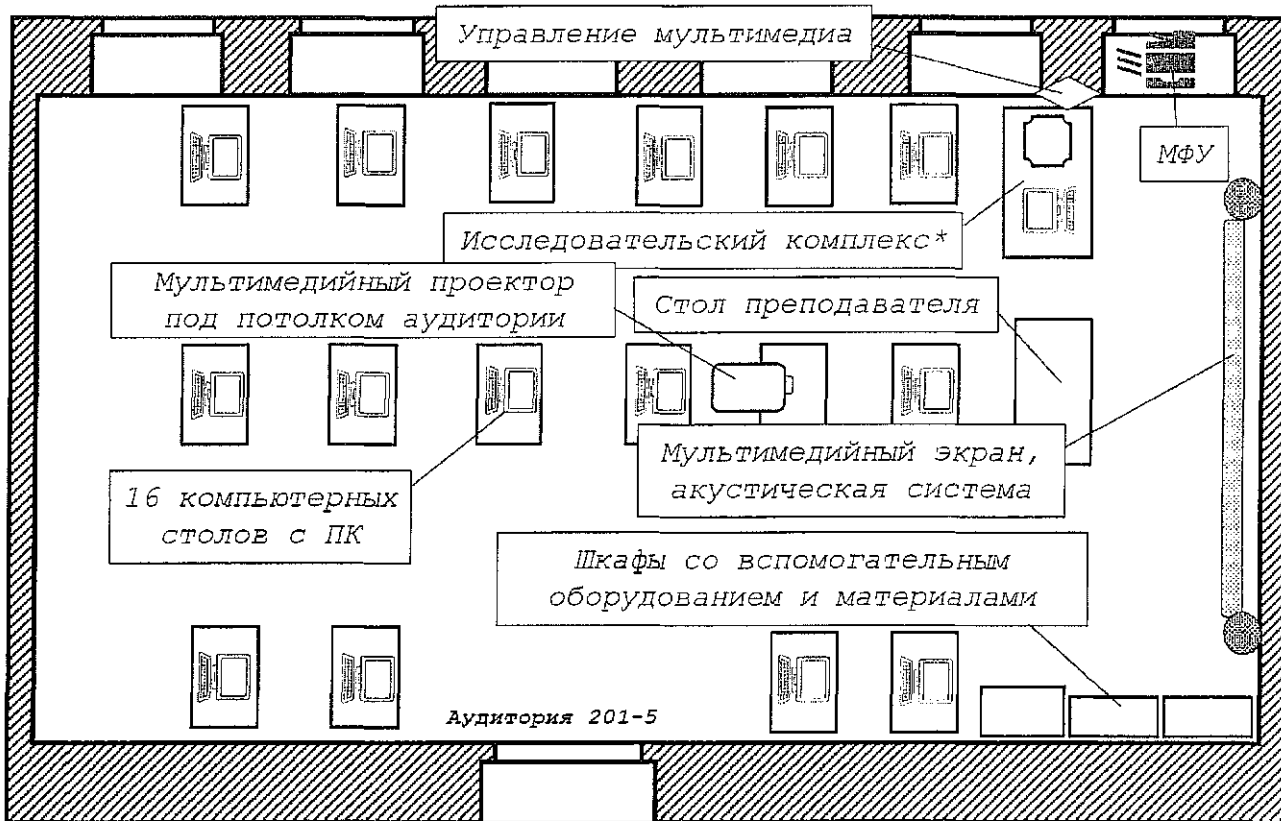 Управление мультимедиа
МФУ
Исследовательский комплекс*
Мультимедийный проектор
под потолком аудитории
Стол преподавателя
Мультимедийный экран,
акустическая система
16 компьютерных
столов с ПК
Шкафы со вспомогательным
оборудованием и материалами
Аудитория 201-5